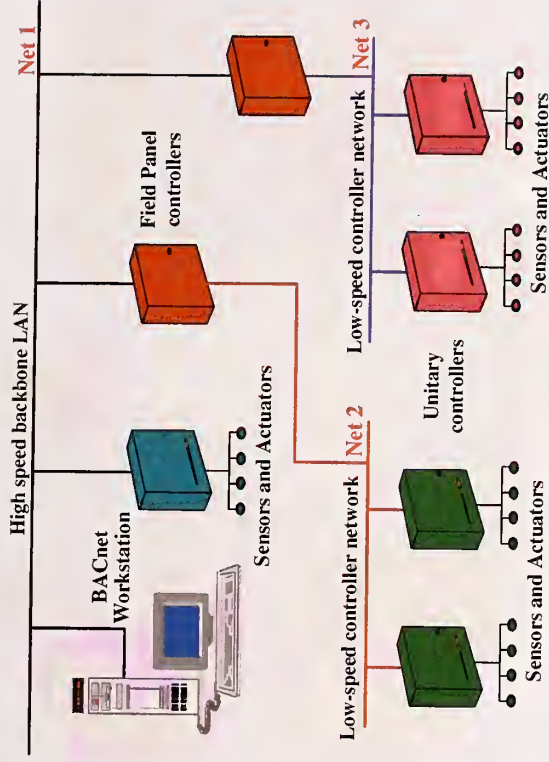 High speed backbone LAN
Net 1
BACnet
Workstation
Field Panel
controllers
Sensors and Actuators
Net 2
Low-speed controller network
Low-speed controller network
Net 3
Unitary
controllers
Sensors and Actuators
Sensors and Actuators